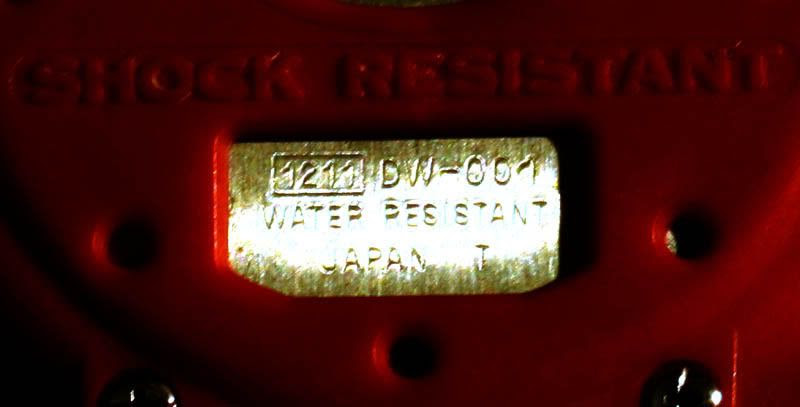 SHOCK RESISTANT
1211 DW-001
WATER RESISTANT
JAPAN T